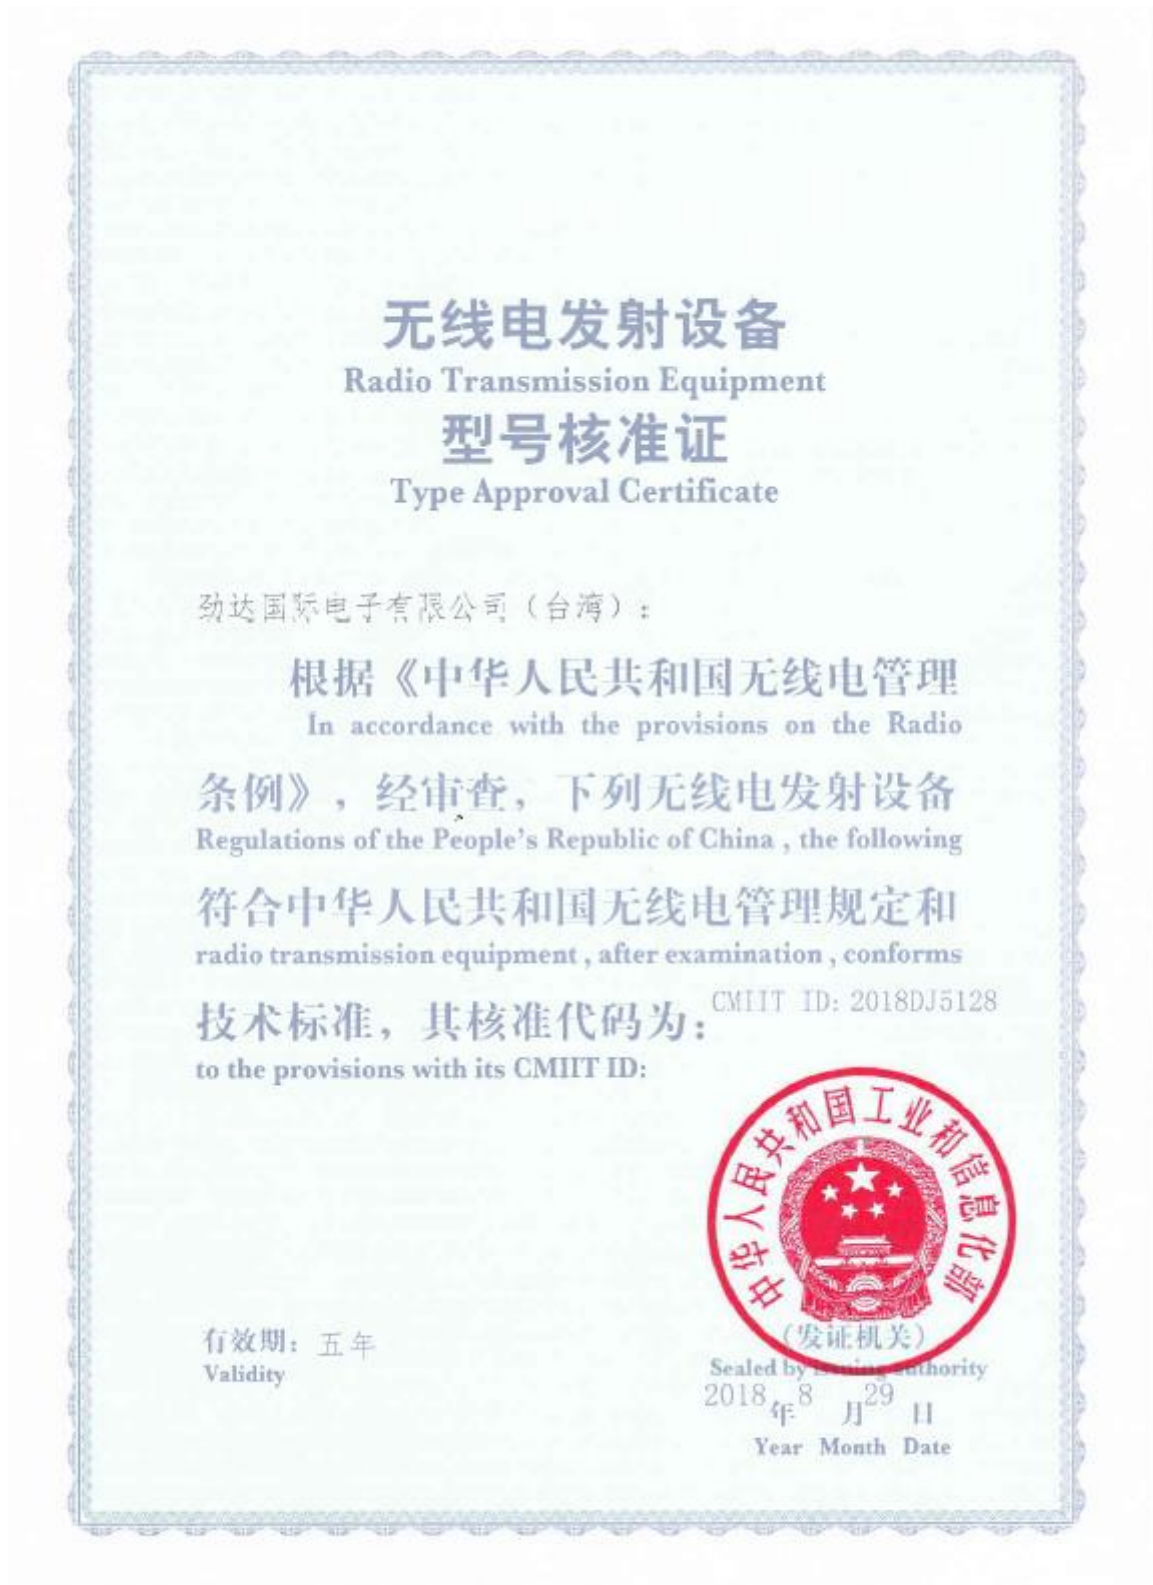 无线电发射设备
Radio Transmission Equipment
型号核准证
Type Approval Certificate
劲达国际电子有限公司（台湾）：
根据《中华人民共和国无线电管理
In accordance with the provisions on the Radio
条例》，经审查，下列无线电发射设备
Regulations of the People's Republic of China , the following
符合中华人民共和国无线电管理规定和
radio transmission equipment , after examination , conforms
技术标准，其核准代码为：CMIIT ID: 2018DJ5128
to the provisions with its CMIIT ID:
中华人民共和国工业和信息化部
有效期：五年
Validity
（发证机关）
Sealed by issuing authority
2018年8月29日
Year Month Date